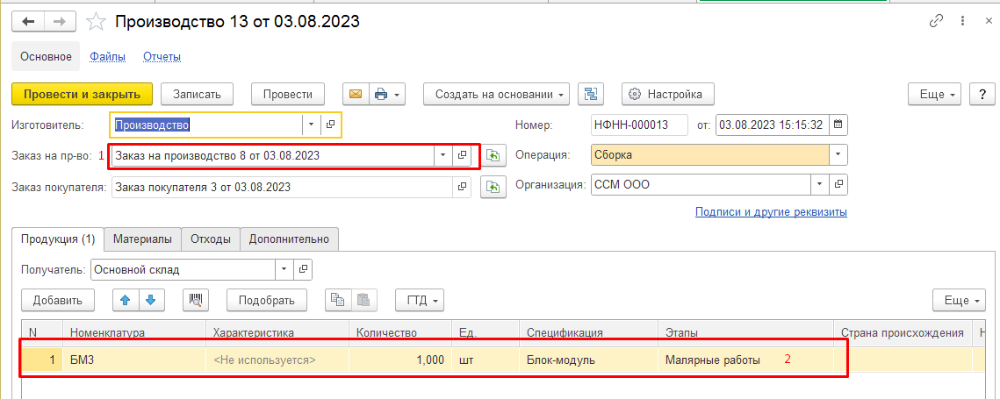 Производство 13 от 03.08.2023
Основное Файлы Отчеты
Провести и закрыть Записать Провести Создать на основании Настройка Еще ?
Изготовитель: Производство Номер: НФНН-000013 от: 03.08.2023 15:15:32
Заказ на пр-во: 1 Заказ на производство 8 от 03.08.2023 Операция: Сборка
Заказ покупателя: Заказ покупателя 3 от 03.08.2023 Организация: ССМ ООО
Подписи и другие реквизиты
Продукция (1) Материалы Отходы Дополнительно
Получатель: Основной склад
Добавить Подобрать ГТД Еще
N Номенклатура Характеристика Количество Ед. Спецификация Этапы Страна происхождения Н
1 БМЗ <Не используется> 1,000 шт Блок-модуль Малярные работы 2